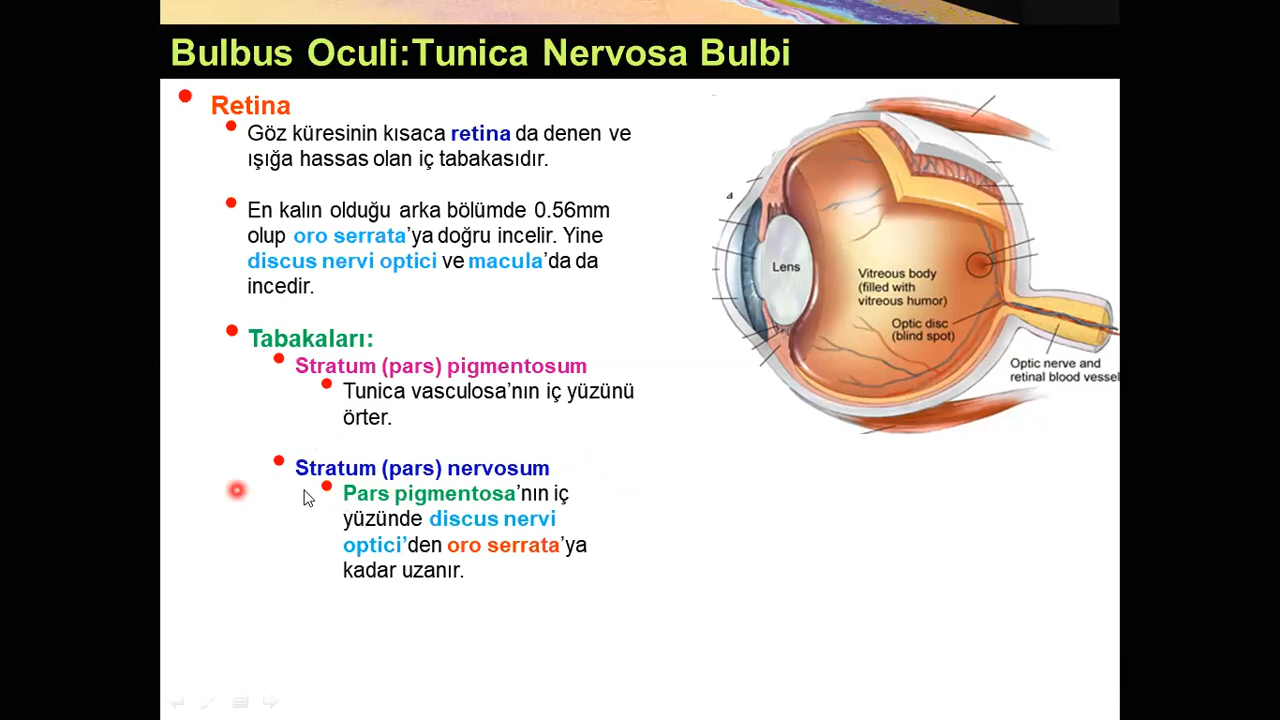 Bulbus Oculi:Tunica Nervosa Bulbi
Retina
Göz küresinin kısaca retina da denen ve
ışığa hassas olan iç tabakasıdır.
En kalın olduğu arka bölümde 0.56mm
olup oro serrata’ya doğru incelir. Yine
discus nervi optici ve macula’da da
incedir.
Tabakaları:
Stratum (pars) pigmentosum
Tunica vasculosa’nın iç yüzünü
örter.
Stratum (pars) nervosum
Pars pigmentosa’nın iç
yüzünde discus nervi
optici’den oro serrata’ya
kadar uzanır.
Lens
Vitreous body
(filled with
vitreous humor)
Optic disc
(blind spot)
Optic nerve and
retinal blood vessel